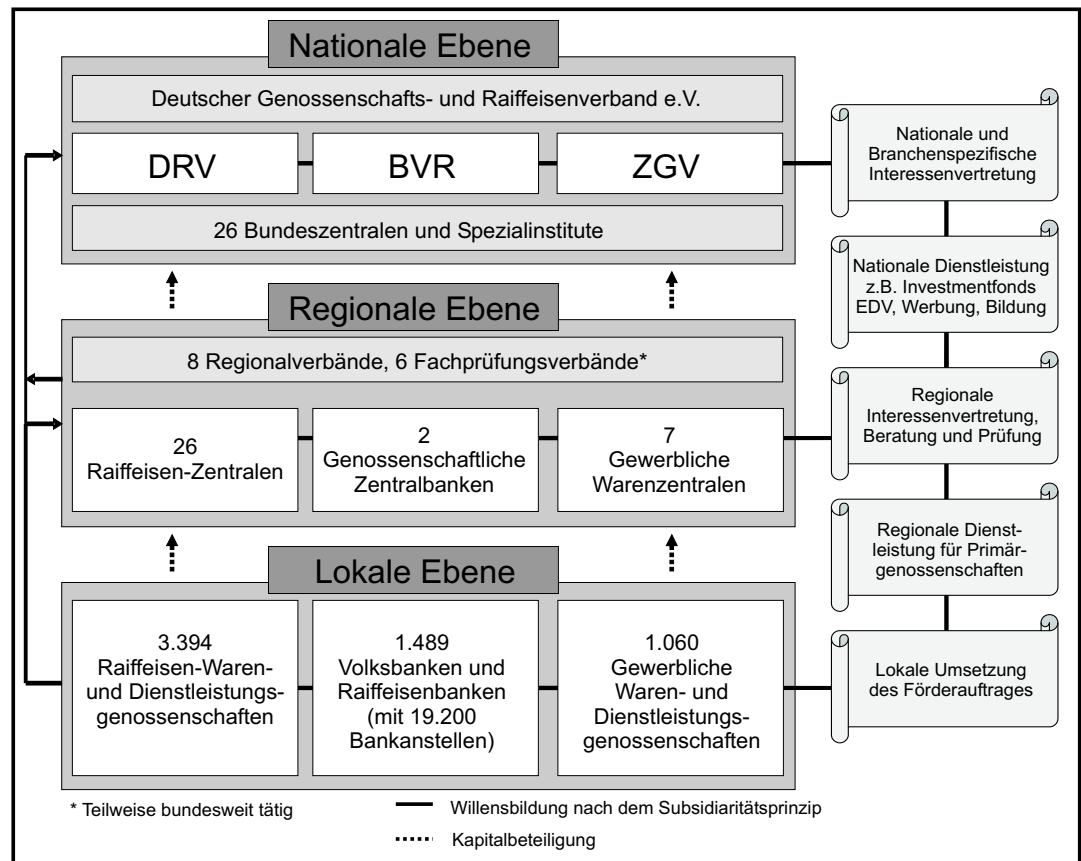 Nationale Ebene
Deutscher Genossenschafts- und Raiffeisenverband e.V.
DRV
BVR
ZGV
26 Bundeszentralen und Spezialinstitute
Nationale und
Branchenspezifische
Interessenvertretung
Nationale Dienstleistung
z.B. Investmentfonds
EDV, Werbung, Bildung
Regionale Ebene
8 Regionalverbände, 6 Fachprüfungsverbände*
26
Raiffeisen-Zentralen
2
Genossenschaftliche
Zentralbanken
7
Gewerbliche
Warenzentralen
Regionale
Interessenvertretung,
Beratung und Prüfung
Regionale Dienst-
leistung für Primär-
genossenschaften
Lokale Ebene
3.394
Raiffeisen-Waren-
und Dienstleistungs-
genossenschaften
1.489
Volksbanken und
Raiffeisenbanken
(mit 19.200
Bankanstellen)
1.060
Gewerbliche
Waren- und
Dienstleistungs-
genossenschaften
Lokale Umsetzung
des Förderauftrages
* Teilweise bundesweit tätig
Willensbildung nach dem Subsidiaritätsprinzip
Kapitalbeteiligung